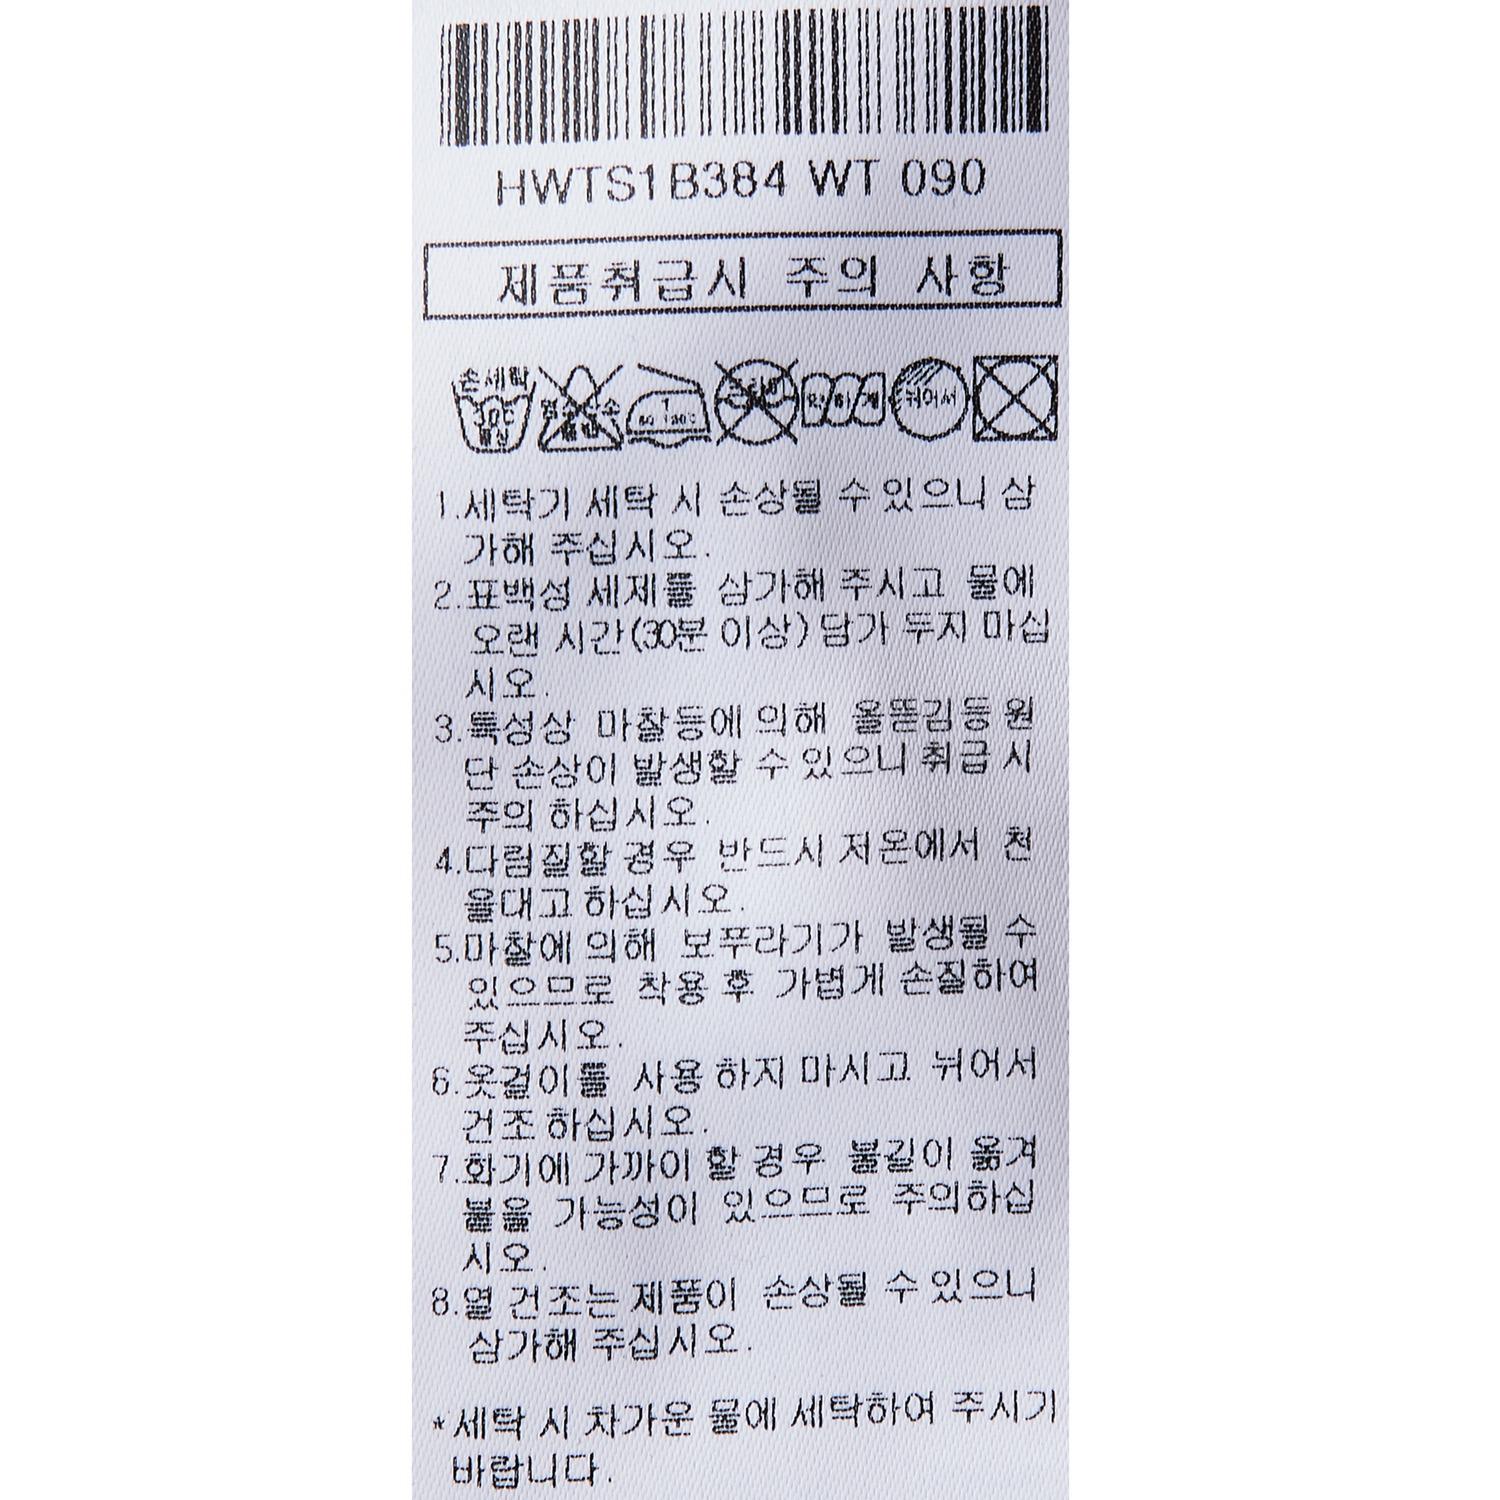 HWTS1B384 WT 090
제품취급시 주의 사항
손세탁
30℃
중성
염소표백
드라이
약하게
뉘어서
1.세탁기 세탁 시 손상될 수 있으니 삼
가해 주십시오.
2.표백성 세제를 삼가해 주시고 물에
오랜 시간(30분 이상)담가 두지 마십
시오.
3.특성상 마찰등에 의해 올뜯김등 원
단 손상이 발생할 수 있으니 취급 시
주의 하십시오.
4.다림질할 경우 반드시 저온에서 천
을대고 하십시오.
5.마찰에 의해 보푸라기가 발생될 수
있으므로 착용 후 가볍게 손질하여
주십시오.
6.옷걸이를 사용 하지 마시고 뉘어서
건조 하십시오.
7.화기에 가까이 할 경우 불길이 옮겨
붙을 가능성이 있으므로 주의하십
시오.
8.열 건조는 제품이 손상될 수 있으니
삼가해 주십시오.
*세탁 시 차가운 물에 세탁하여 주시기
바랍니다.